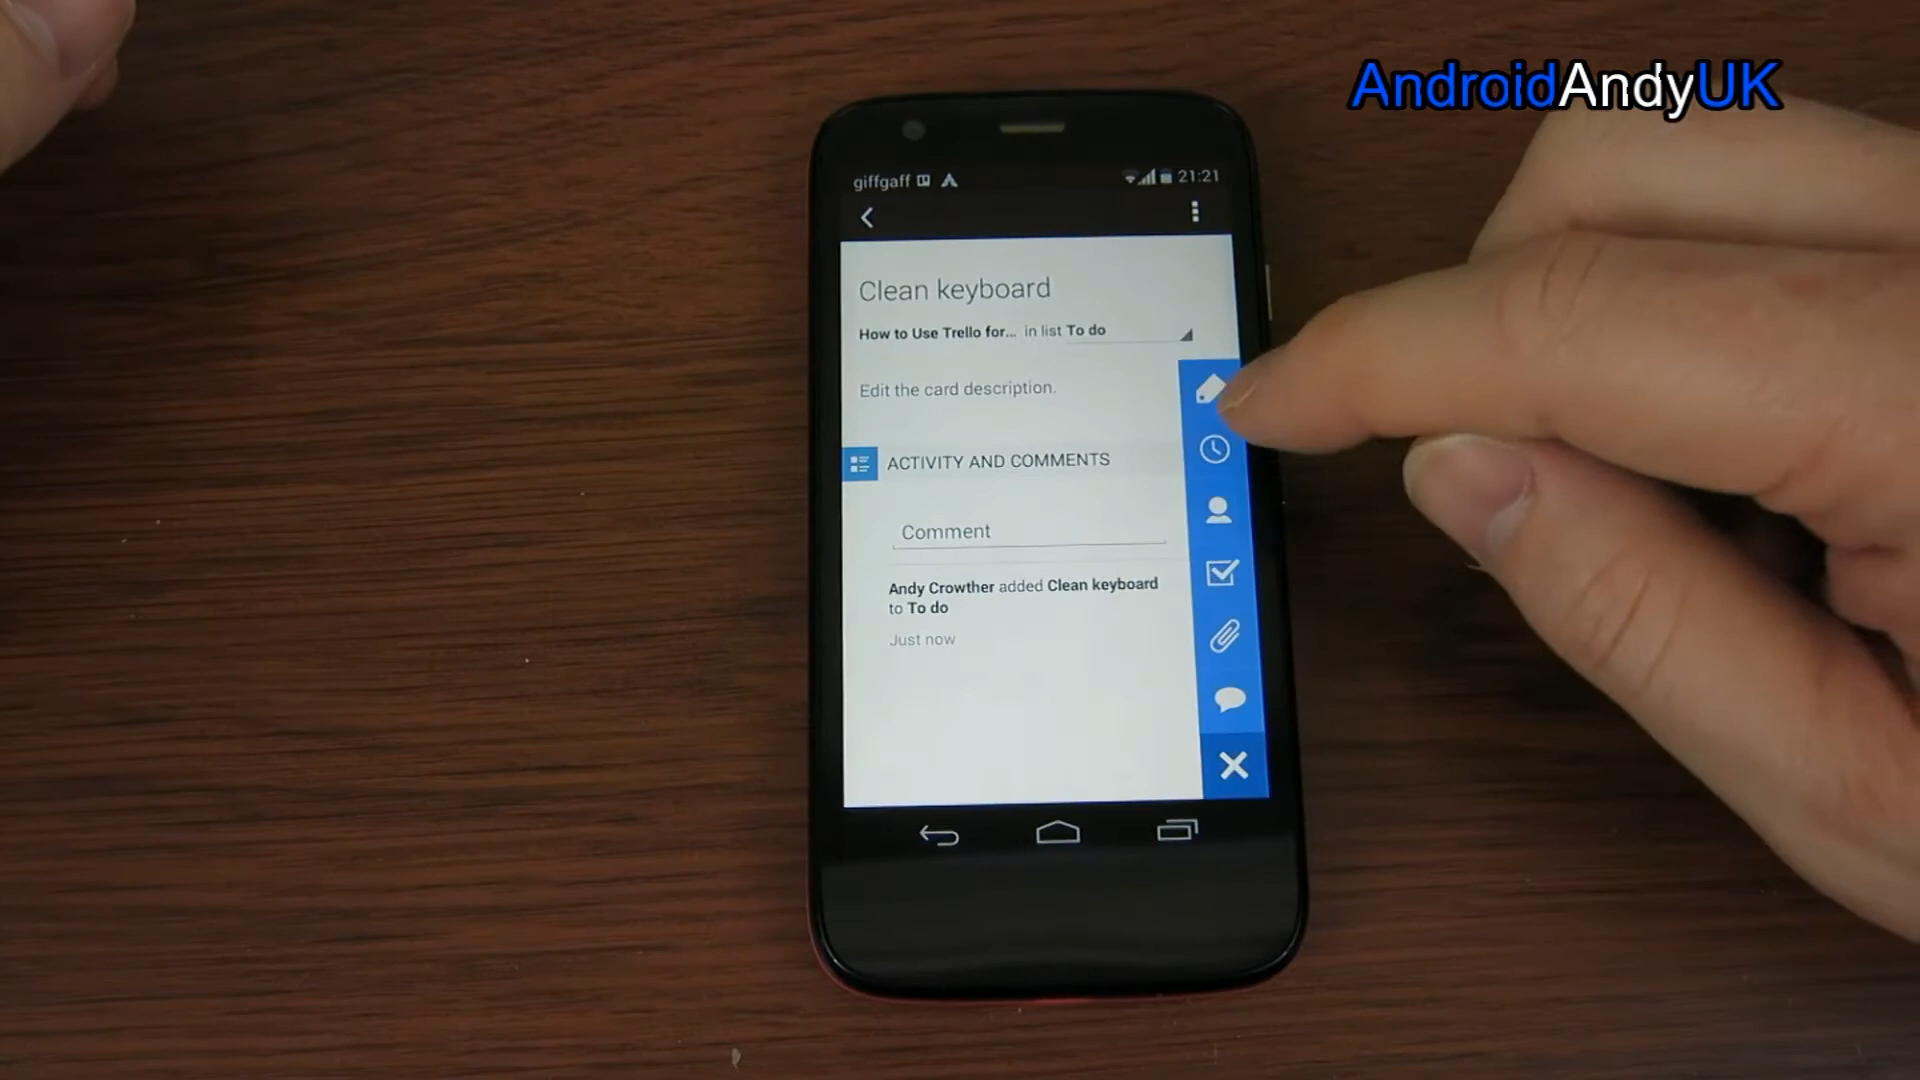 AndroidAndyUK
giffgaff
21:21
Clean keyboard
How to Use Trello for... in list To do
Edit the card description.
ACTIVITY AND COMMENTS
Comment
Andy Crowther added Clean keyboard
to To do
Just now